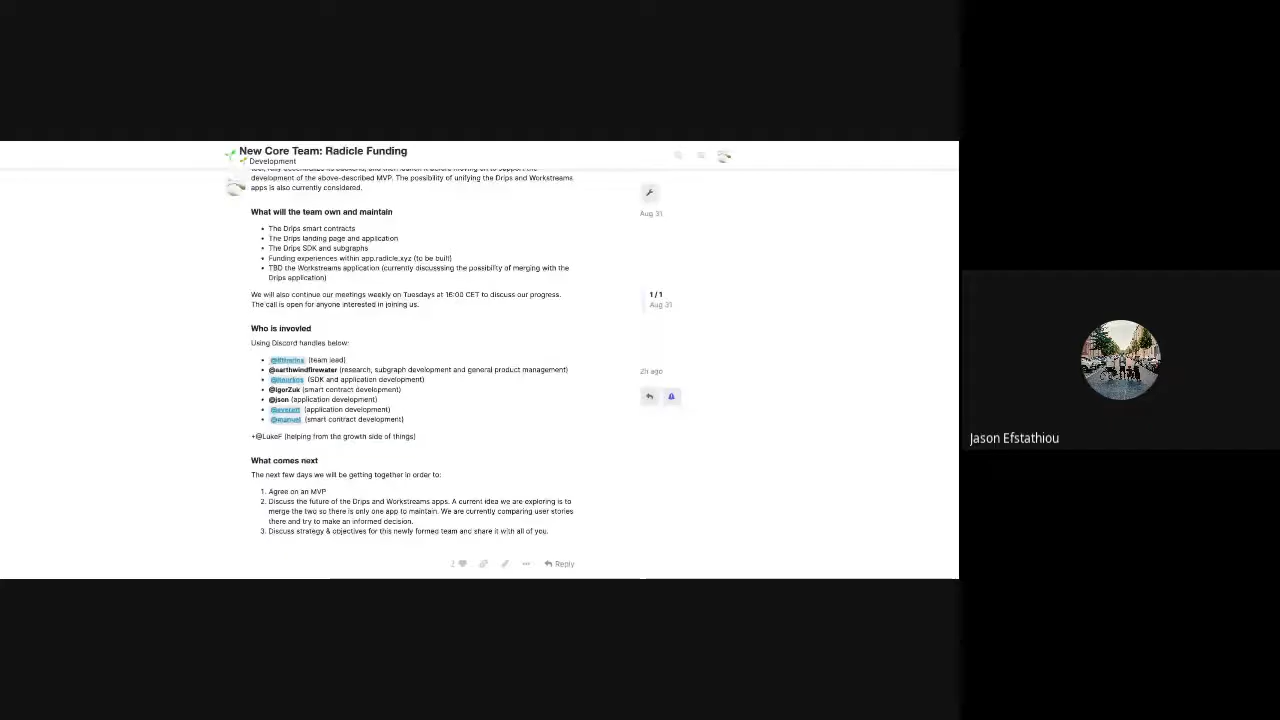 New Core Team: Radicle Funding
Development
development of the above-described MVP. The possibility of unifying the Drips and Workstreams
apps is also currently considered.
What will the team own and maintain
• The Drips smart contracts
• The Drips landing page and application
• The Drips SDK and subgraphs
• Funding experiences within app.radicle.xyz (to be built)
• TBD the Workstreams application (currently discusssing the possibility of merging with the
Drips application)
We will also continue our meetings weekly on Tuesdays at 16:00 CET to discuss our progress.
The call is open for anyone interested in joining us.
Who is invovled
Using Discord handles below:
• (team lead)
• @earthwindfirewater (research, subgraph development and general product management)
• (SDK and application development)
• @IgorZuk (smart contract development)
• @json (application development)
• @everett (application development)
• @manuel (smart contract development)
+@LukeF (helping from the growth side of things)
What comes next
The next few days we will be getting together in order to:
1. Agree on an MVP
2. Discuss the future of the Drips and Workstreams apps. A current idea we are exploring is to
merge the two so there is only one app to maintain. We are currently comparing user stories
there and try to make an informed decision.
3. Discuss strategy & objectives for this newly formed team and share it with all of you.
2
Reply
Aug 31
1 / 1
Aug 31
2h ago
Jason Efstathiou